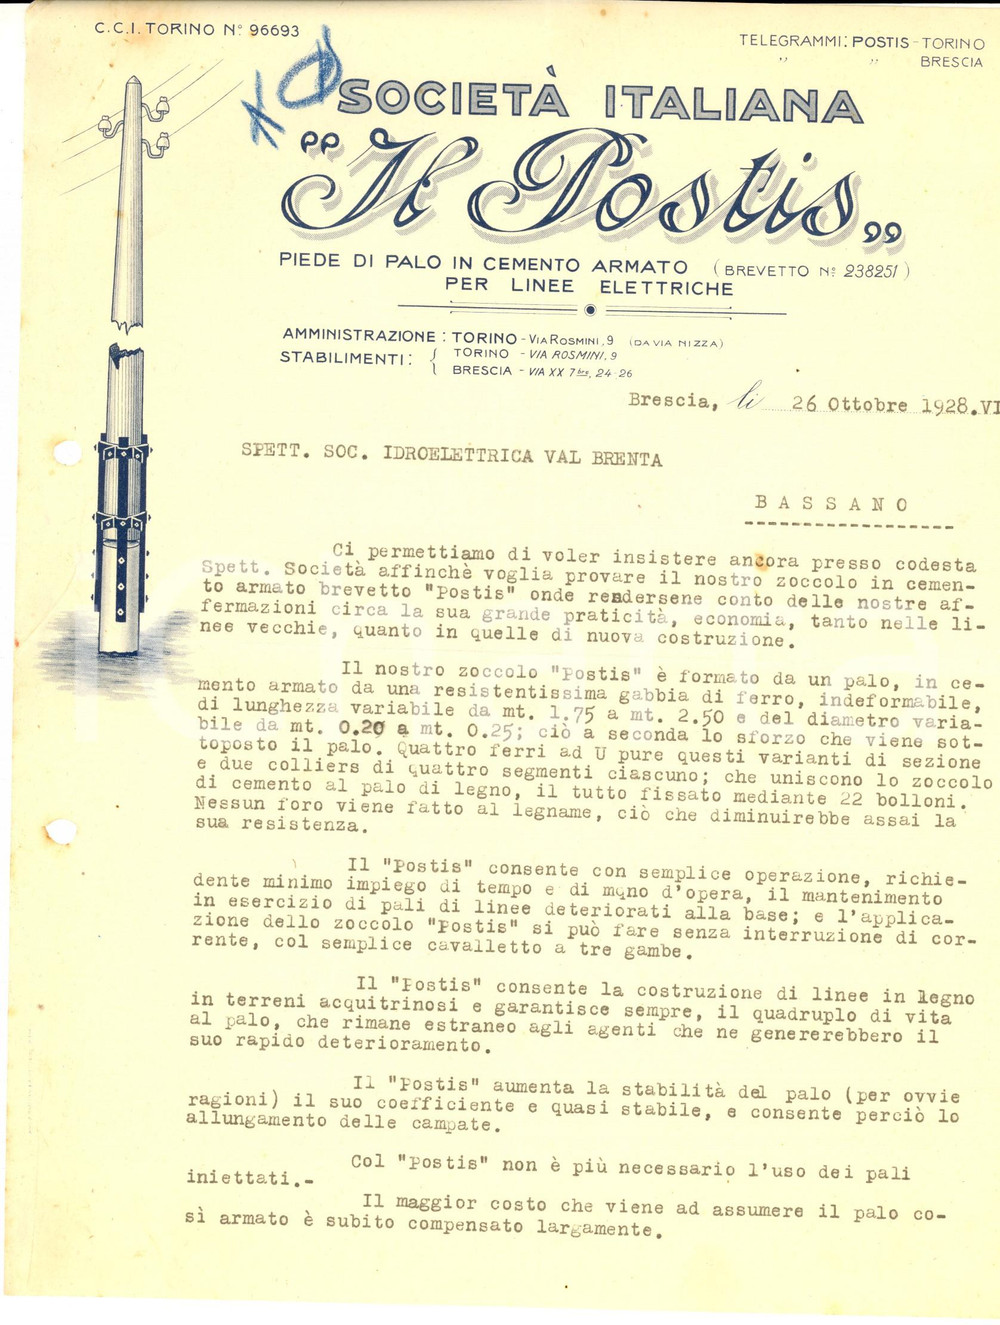 C.C.I. TORINO Nº 96693
TELEGRAMMI: POSTIS - TORINO
" " BRESCIA
SOCIETÀ ITALIANA
"Il Postis„
PIEDE DI PALO IN CEMENTO ARMATO (BREVETTO Nº 238251)
PER LINEE ELETTRICHE
AMMINISTRAZIONE: TORINO - VIA ROSMINI, 9 (DA VIA NIZZA)
STABILIMENTI: { TORINO - VIA ROSMINI, 9
BRESCIA - VIA XX 7bre, 24-26
Brescia, li 26 Ottobre 1928.VI
SPETT. SOC. IDROELETTRICA VAL BRENTA
B A S S A N O
Ci permettiamo di voler insistere ancora presso codesta
Spett. Società affinchè voglia provare il nostro zoccolo in cemen-
to armato brevetto "Postis" onde rendersene conto delle nostre af-
fermazioni circa la sua grande praticità, economia, tanto nelle li-
nee vecchie, quanto in quelle di nuova costruzione.
Il nostro zoccolo "Postis" è formato da un palo, in ce-
mento armato da una resistentissima gabbia di ferro, indeformabile,
di lunghezza variabile da mt. 1.75 a mt. 2.50 e del diametro varia-
bile da mt. 0.20 a mt. 0.25; ciò a seconda lo sforzo che viene sot-
toposto il palo. Quattro ferri ad U pure questi varianti di sezione
e due colliers di quattro segmenti ciascuno; che uniscono lo zoccolo
di cemento al palo di legno, il tutto fissato mediante 22 bolloni.
Nessun foro viene fatto al legname, ciò che diminuirebbe assai la
sua resistenza.
Il "Postis" consente con semplice operazione, richie-
dente minimo impiego di tempo e di mano d'opera, il mantenimento
in esercizio di pali di linee deteriorati alla base; e l'applica-
zione dello zoccolo "Postis" si può fare senza interruzione di cor-
rente, col semplice cavalletto a tre gambe.
Il "Postis" consente la costruzione di linee in legno
in terreni acquitrinosi e garantisce sempre, il quadruplo di vita
al palo, che rimane estraneo agli agenti che ne genererebbero il
suo rapido deterioramento.
Il "Postis" aumenta la stabilità del palo (per ovvie
ragioni) il suo coefficiente e quasi stabile, e consente perciò lo
allungamento delle campate.
Col "Postis" non è più necessario l'uso dei pali
iniettati.-
Il maggior costo che viene ad assumere il palo co-
sì armato è subito compensato largamente.